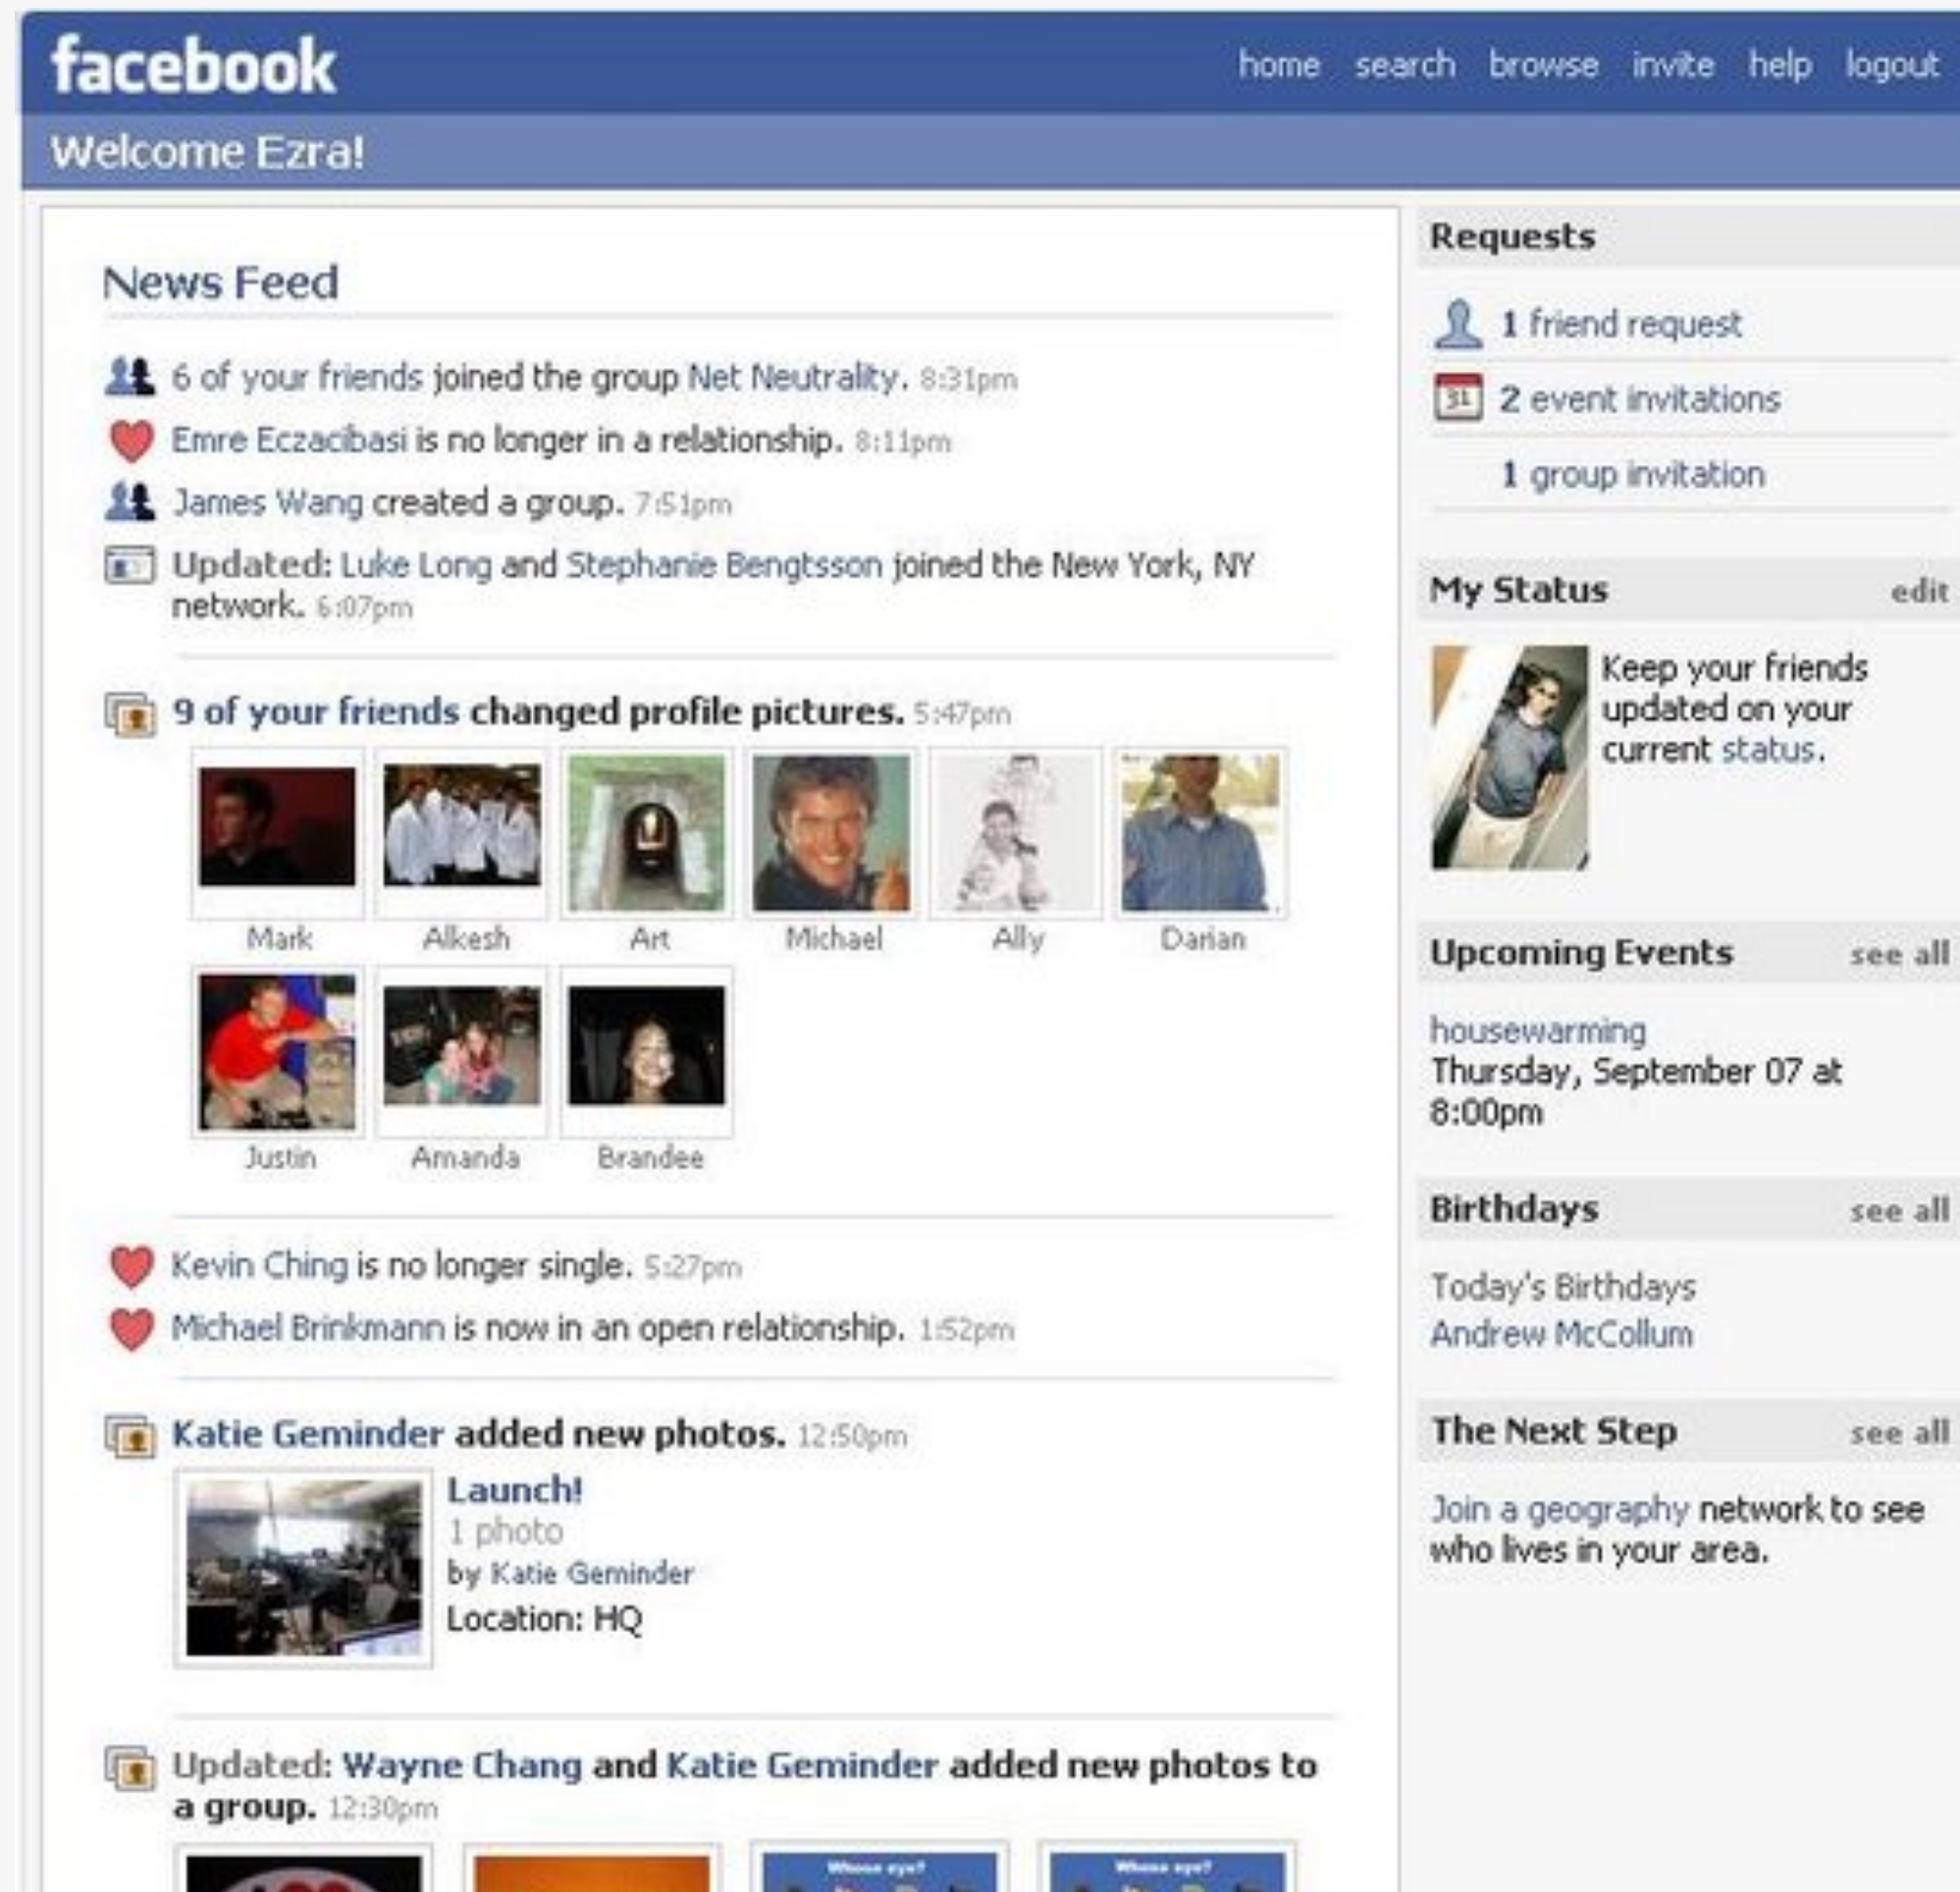 facebook
home search browse invite help logout
Welcome Ezra!
News Feed
6 of your friends joined the group Net Neutrality. 8:31pm
Emre Eczacibasi is no longer in a relationship. 8:11pm
James Wang created a group. 7:51pm
Updated: Luke Long and Stephanie Bengtsson joined the New York, NY
network. 6:07pm
9 of your friends changed profile pictures. 5:47pm
Mark Alkesh Art Michael Ally Darian
Justin Amanda Brandee
Kevin Ching is no longer single. 5:27pm
Michael Brinkmann is now in an open relationship. 1:52pm
Katie Geminder added new photos. 12:50pm
Launch!
1 photo
by Katie Geminder
Location: HQ
Updated: Wayne Chang and Katie Geminder added new photos to
a group. 12:30pm
Whose eye? Whose eye?
Requests
1 friend request
31
2 event invitations
1 group invitation
My Status edit
Keep your friends
updated on your
current status.
Upcoming Events see all
housewarming
Thursday, September 07 at
8:00pm
Birthdays see all
Today's Birthdays
Andrew McCollum
The Next Step see all
Join a geography network to see
who lives in your area.